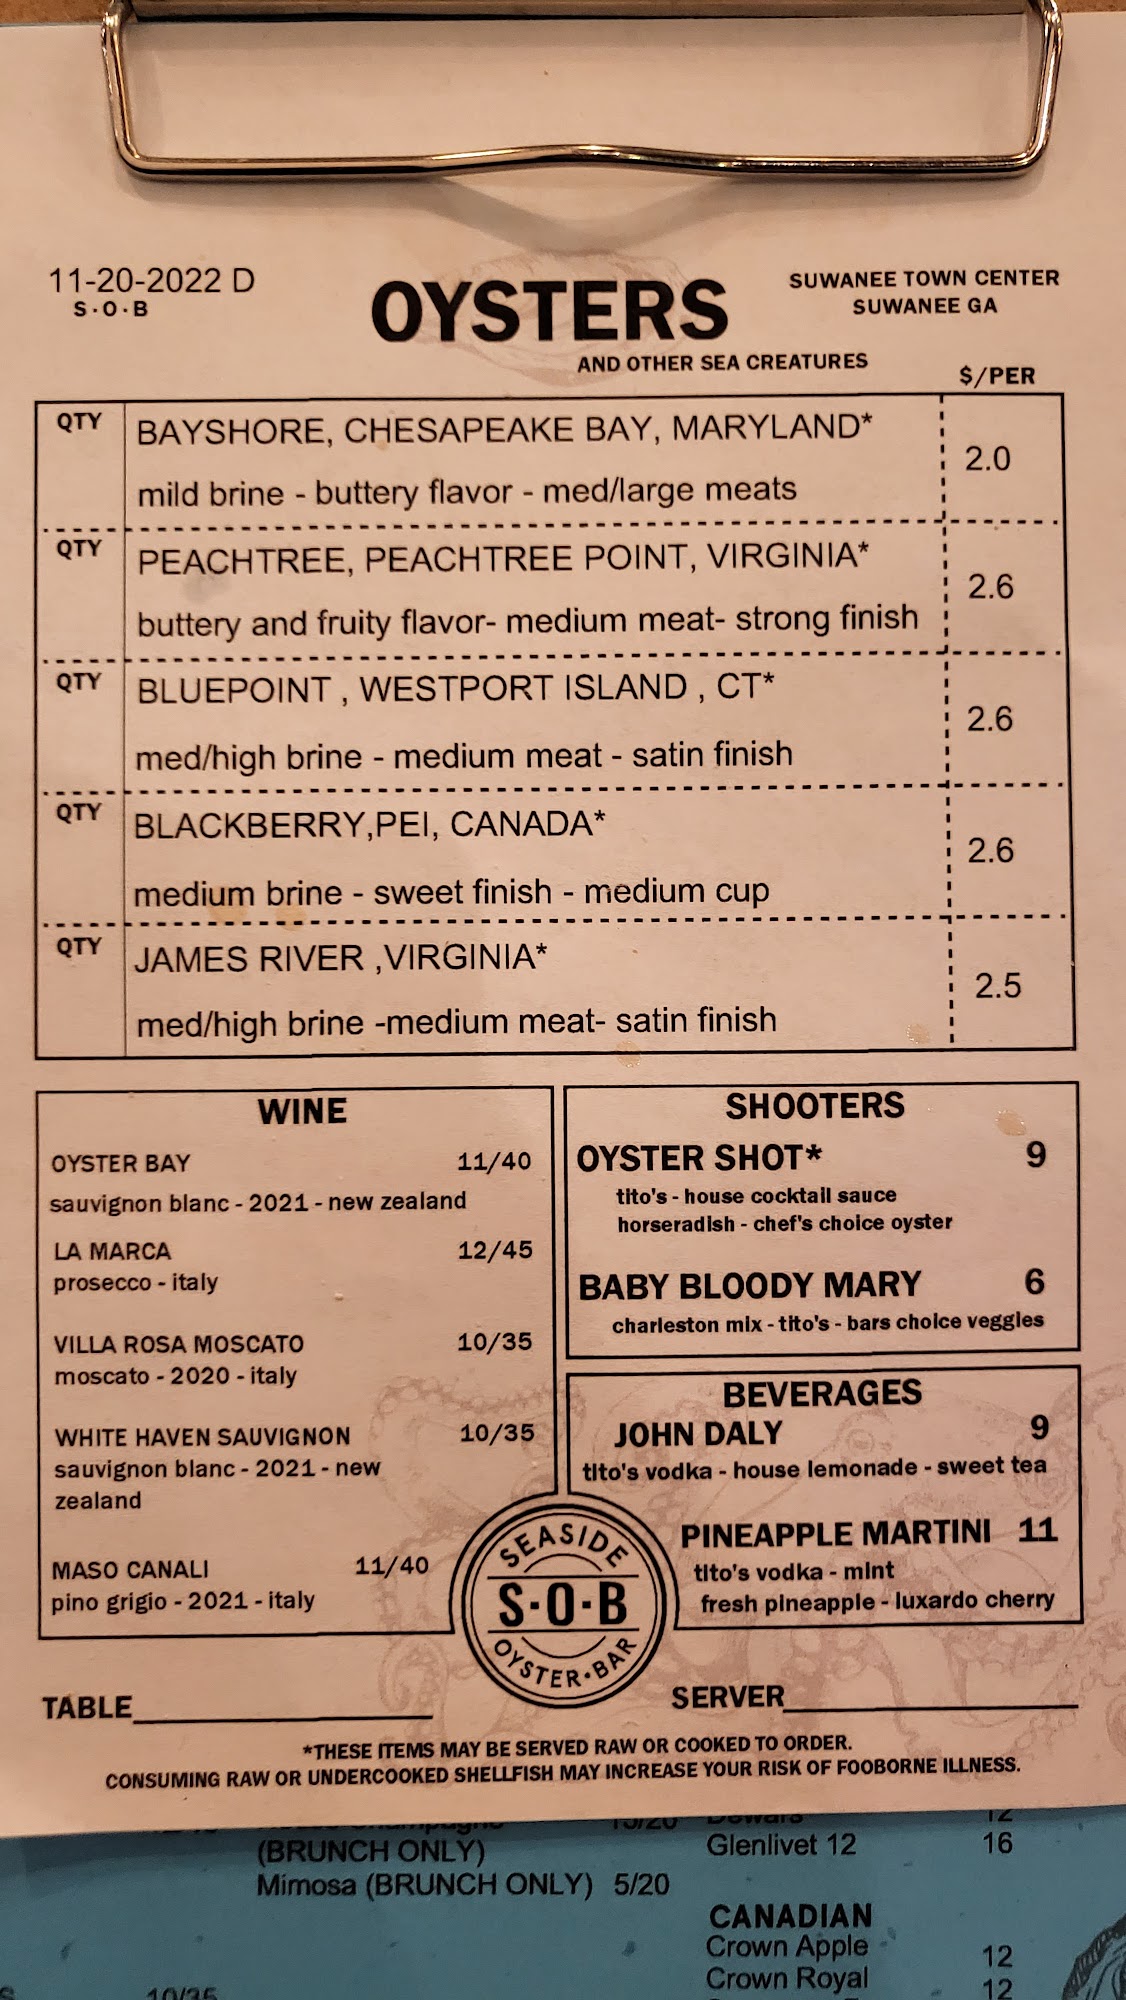 11-20-2022 D
S·O·B
OYSTERS
AND OTHER SEA CREATURES
SUWANEE TOWN CENTER
SUWANEE GA
$/PER
QTY
BAYSHORE, CHESAPEAKE BAY, MARYLAND*
2.0
mild brine - buttery flavor - med/large meats
QTY
PEACHTREE, PEACHTREE POINT, VIRGINIA*
2.6
buttery and fruity flavor- medium meat- strong finish
QTY
BLUEPOINT , WESTPORT ISLAND , CT*
2.6
med/high brine - medium meat - satin finish
QTY
BLACKBERRY,PEI, CANADA*
2.6
medium brine - sweet finish - medium cup
QTY
JAMES RIVER ,VIRGINIA*
2.5
med/high brine -medium meat- satin finish
WINE
OYSTER BAY 11/40
sauvignon blanc - 2021 - new zealand
LA MARCA 12/45
prosecco - italy
VILLA ROSA MOSCATO 10/35
moscato - 2020 - italy
WHITE HAVEN SAUVIGNON 10/35
sauvignon blanc - 2021 - new
zealand
MASO CANALI 11/40
pino grigio - 2021 - italy
SHOOTERS
OYSTER SHOT* 9
tito's - house cocktail sauce
horseradish - chef's choice oyster
BABY BLOODY MARY 6
charleston mix - tito's - bars choice veggies
BEVERAGES
JOHN DALY 9
tito's vodka - house lemonade - sweet tea
PINEAPPLE MARTINI 11
tito's vodka - mint
fresh pineapple - luxardo cherry
SEASIDE
S·O·B
OYSTER·BAR
TABLE
SERVER
*THESE ITEMS MAY BE SERVED RAW OR COOKED TO ORDER.
CONSUMING RAW OR UNDERCOOKED SHELLFISH MAY INCREASE YOUR RISK OF FOOBORNE ILLNESS.
(BRUNCH ONLY)
Mimosa (BRUNCH ONLY) 5/20
Dewars 12
Glenlivet 12 16
CANADIAN
Crown Apple 12
Crown Royal 12
10/35